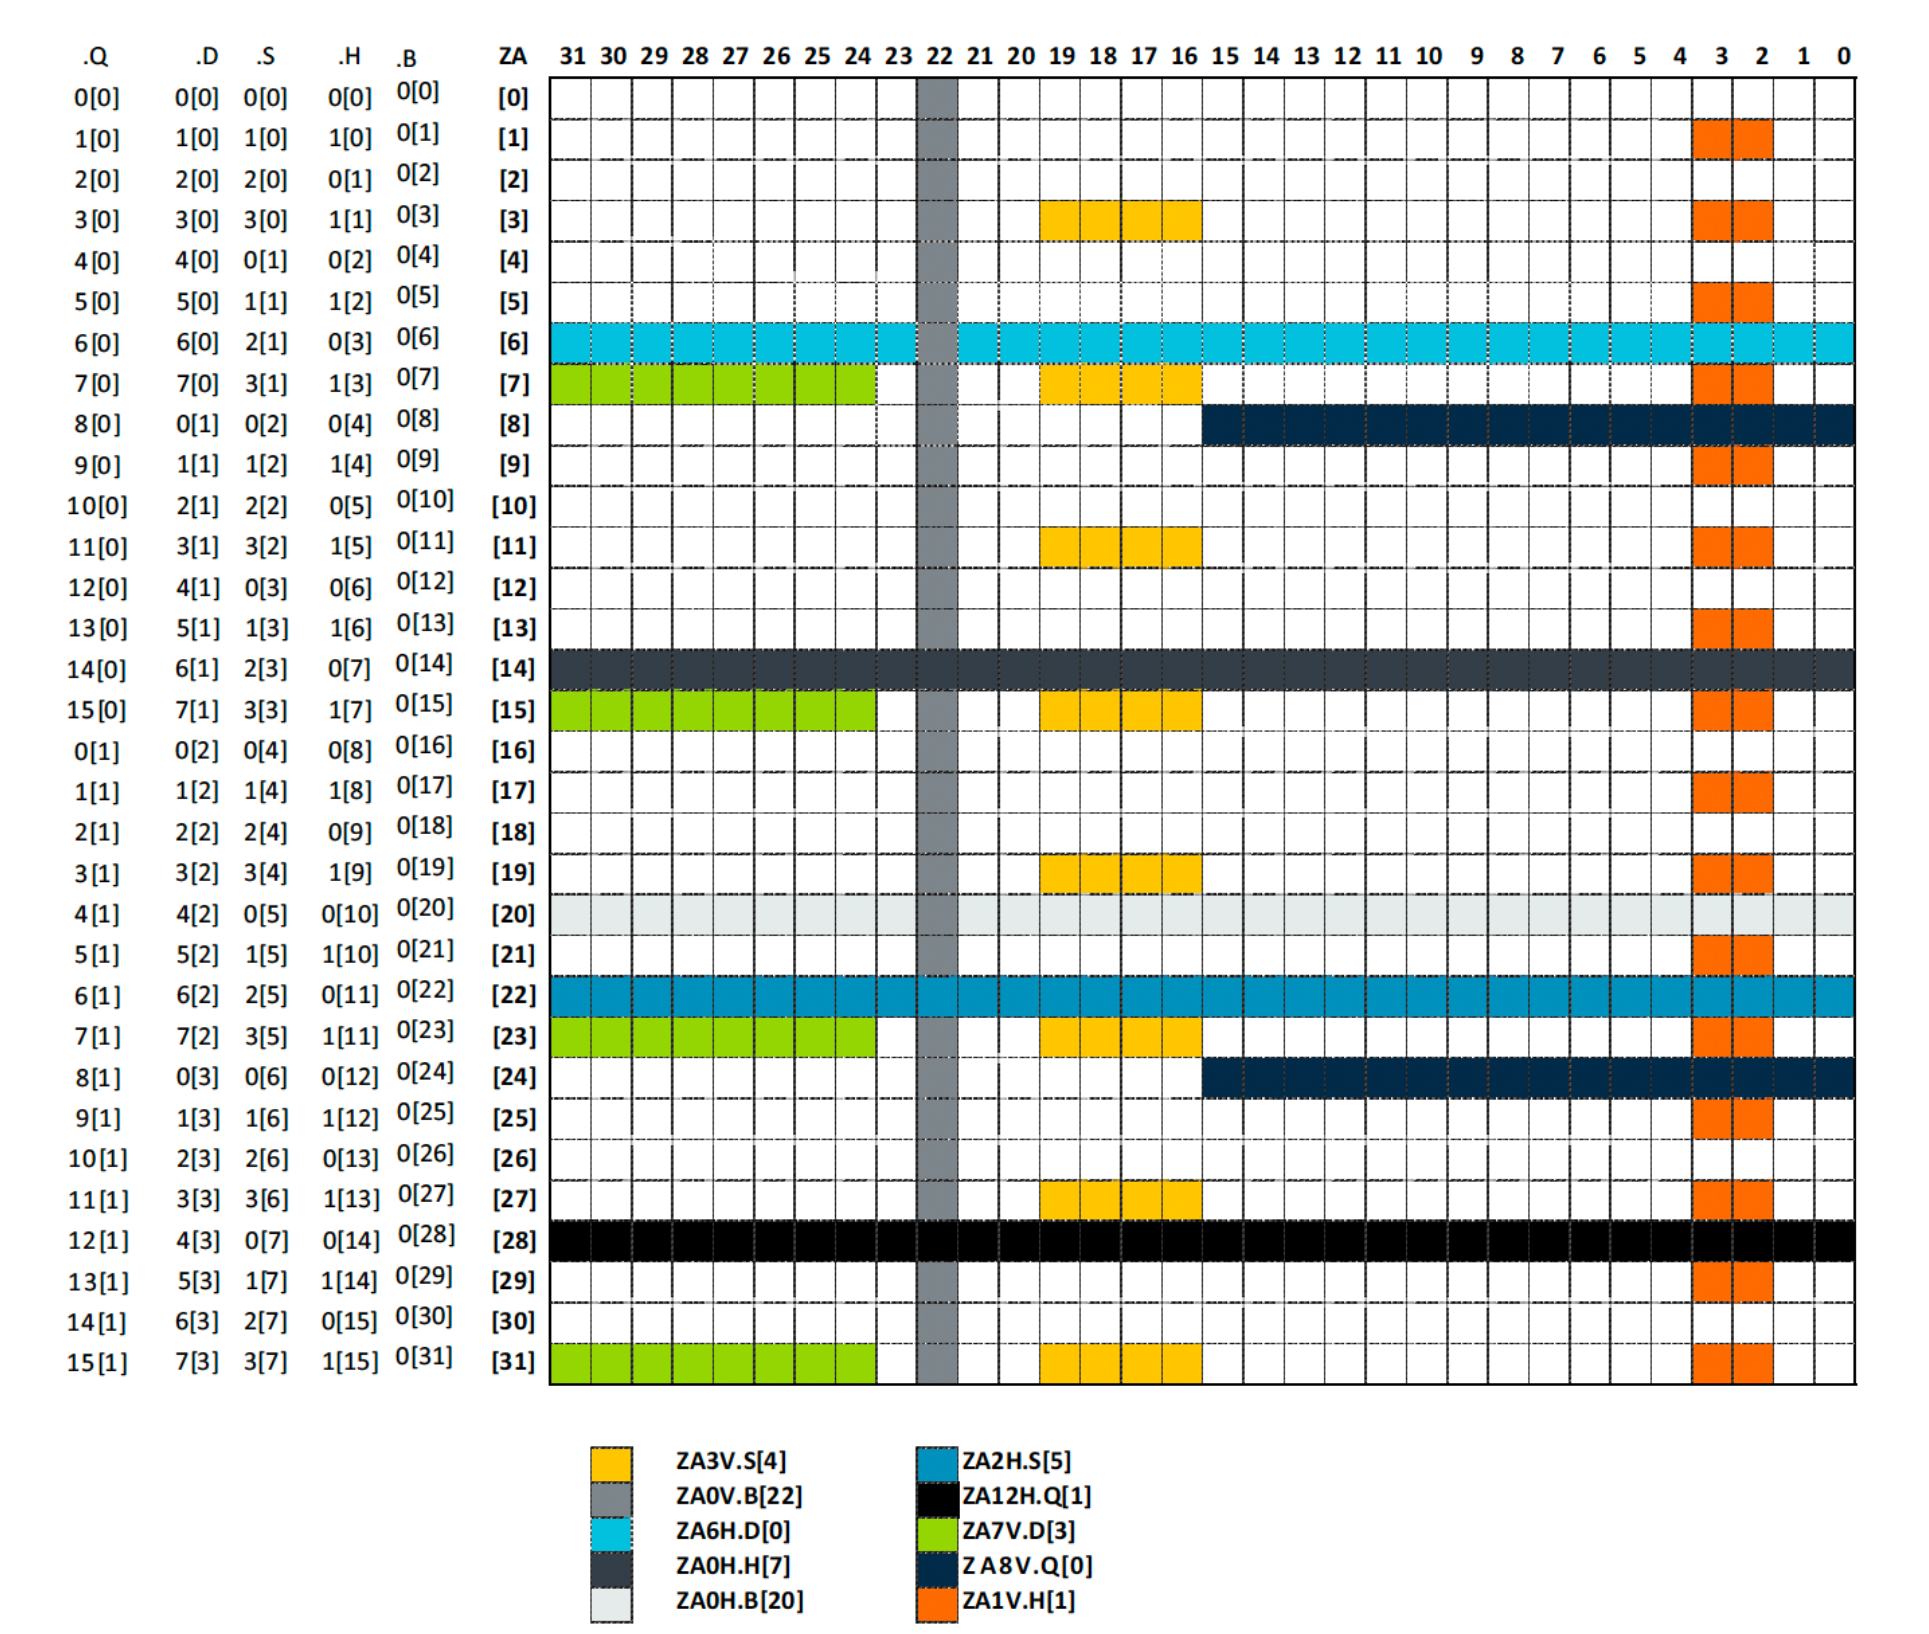 .Q .D .S .H .B ZA 31 30 29 28 27 26 25 24 23 22 21 20 19 18 17 16 15 14 13 12 11 10 9 8 7 6 5 4 3 2 1 0
0[0] 0[0] 0[0] 0[0] 0[0] [0]
1[0] 1[0] 1[0] 1[0] 0[1] [1]
2[0] 2[0] 2[0] 0[1] 0[2] [2]
3[0] 3[0] 3[0] 1[1] 0[3] [3]
4[0] 4[0] 0[1] 0[2] 0[4] [4]
5[0] 5[0] 1[1] 1[2] 0[5] [5]
6[0] 6[0] 2[1] 0[3] 0[6] [6]
7[0] 7[0] 3[1] 1[3] 0[7] [7]
8[0] 0[1] 0[2] 0[4] 0[8] [8]
9[0] 1[1] 1[2] 1[4] 0[9] [9]
10[0] 2[1] 2[2] 0[5] 0[10] [10]
11[0] 3[1] 3[2] 1[5] 0[11] [11]
12[0] 4[1] 0[3] 0[6] 0[12] [12]
13[0] 5[1] 1[3] 1[6] 0[13] [13]
14[0] 6[1] 2[3] 0[7] 0[14] [14]
15[0] 7[1] 3[3] 1[7] 0[15] [15]
0[1] 0[2] 0[4] 0[8] 0[16] [16]
1[1] 1[2] 1[4] 1[8] 0[17] [17]
2[1] 2[2] 2[4] 0[9] 0[18] [18]
3[1] 3[2] 3[4] 1[9] 0[19] [19]
4[1] 4[2] 0[5] 0[10] 0[20] [20]
5[1] 5[2] 1[5] 1[10] 0[21] [21]
6[1] 6[2] 2[5] 0[11] 0[22] [22]
7[1] 7[2] 3[5] 1[11] 0[23] [23]
8[1] 0[3] 0[6] 0[12] 0[24] [24]
9[1] 1[3] 1[6] 1[12] 0[25] [25]
10[1] 2[3] 2[6] 0[13] 0[26] [26]
11[1] 3[3] 3[6] 1[13] 0[27] [27]
12[1] 4[3] 0[7] 0[14] 0[28] [28]
13[1] 5[3] 1[7] 1[14] 0[29] [29]
14[1] 6[3] 2[7] 0[15] 0[30] [30]
15[1] 7[3] 3[7] 1[15] 0[31] [31]
ZA3V.S[4] ZA2H.S[5]
ZA0V.B[22] ZA12H.Q[1]
ZA6H.D[0] ZA7V.D[3]
ZA0H.H[7] ZA8V.Q[0]
ZA0H.B[20] ZA1V.H[1]